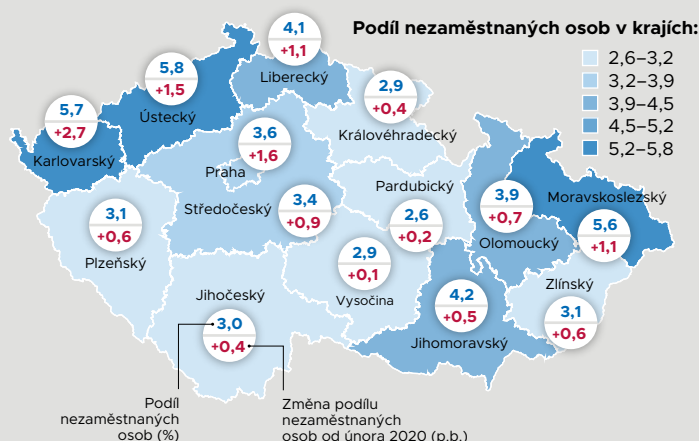 Podíl nezaměstnaných osob v krajích:
2,6–3,2
3,2–3,9
3,9–4,5
4,5–5,2
5,2–5,8
4,1
+1,1
Liberecký
5,8
+1,5
Ústecký
2,9
+0,4
Královéhradecký
5,7
+2,7
Karlovarský
3,6
+1,6
Praha
3,4
+0,9
Středočeský
Pardubický
2,6
+0,2
3,9
+0,7
Olomoucký
Moravskoslezský
5,6
+1,1
3,1
+0,6
Plzeňský
2,9
+0,1
Vysočina
4,2
+0,5
Jihomoravský
Zlínský
3,1
+0,6
Jihočeský
3,0
+0,4
Podíl
nezaměstnaných
osob (%)
Změna podílu
nezaměstnaných
osob od února 2020 (p.b.)